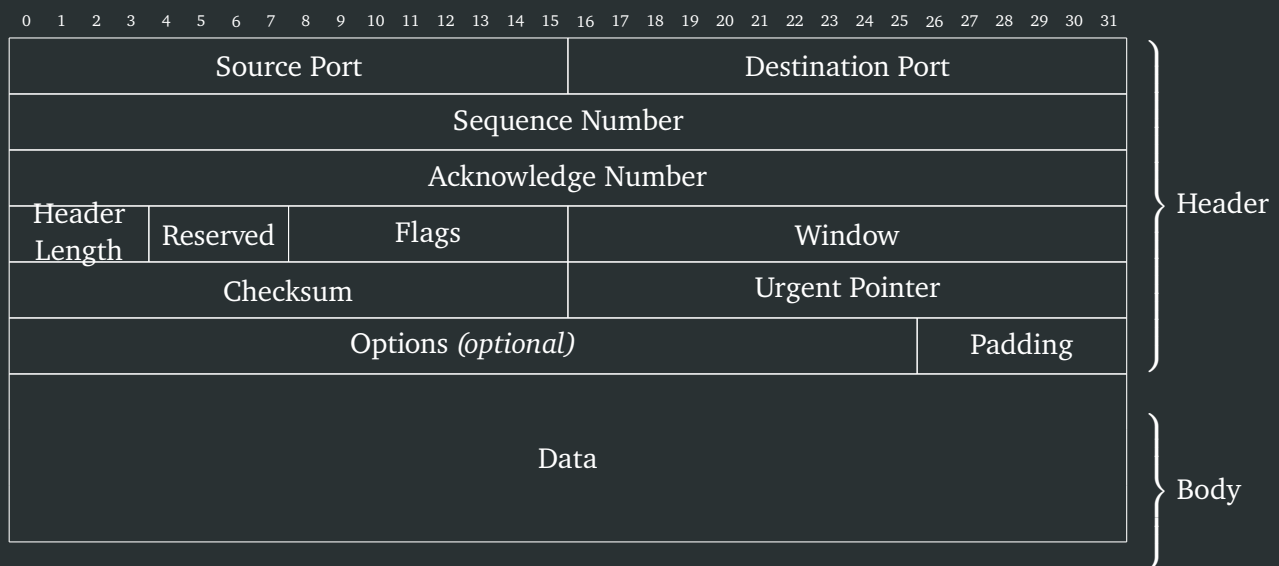 0 1 2 3 4 5 6 7 8 9 10 11 12 13 14 15 16 17 18 19 20 21 22 23 24 25 26 27 28 29 30 31
Source Port Destination Port
Sequence Number
Acknowledge Number
Header
Length
Reserved Flags Window
Checksum Urgent Pointer
Options (optional) Padding
Header
Data
Body